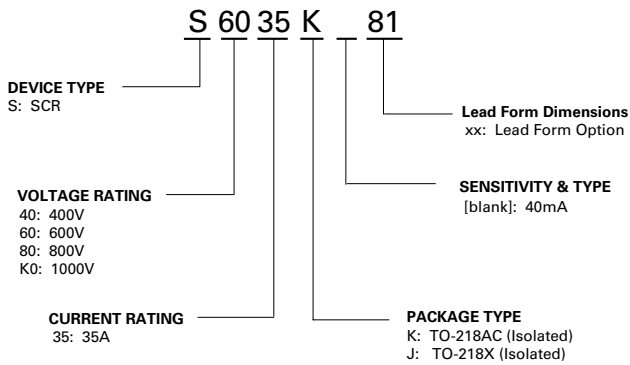 S 60 35 K _ 81
DEVICE TYPE
S: SCR
Lead Form Dimensions
xx: Lead Form Option
VOLTAGE RATING
40: 400V
60: 600V
80: 800V
K0: 1000V
SENSITIVITY & TYPE
[blank]: 40mA
CURRENT RATING
35: 35A
PACKAGE TYPE
K: TO-218AC (Isolated)
J: TO-218X (Isolated)